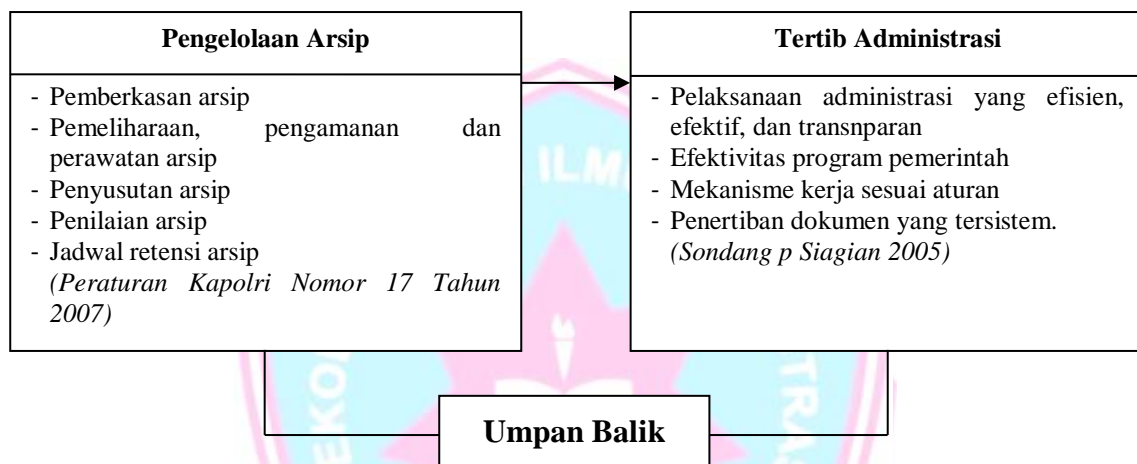 Pengelolaan Arsip
- Pemberkasan arsip
- Pemeliharaan, pengamanan dan
perawatan arsip
- Penyusutan arsip
- Penilaian arsip
- Jadwal retensi arsip
(Peraturan Kapolri Nomor 17 Tahun
2007)
Tertib Administrasi
- Pelaksanaan administrasi yang efisien,
efektif, dan transnparan
- Efektivitas program pemerintah
- Mekanisme kerja sesuai aturan
- Penertiban dokumen yang tersistem.
(Sondang p Siagian 2005)
Umpan Balik